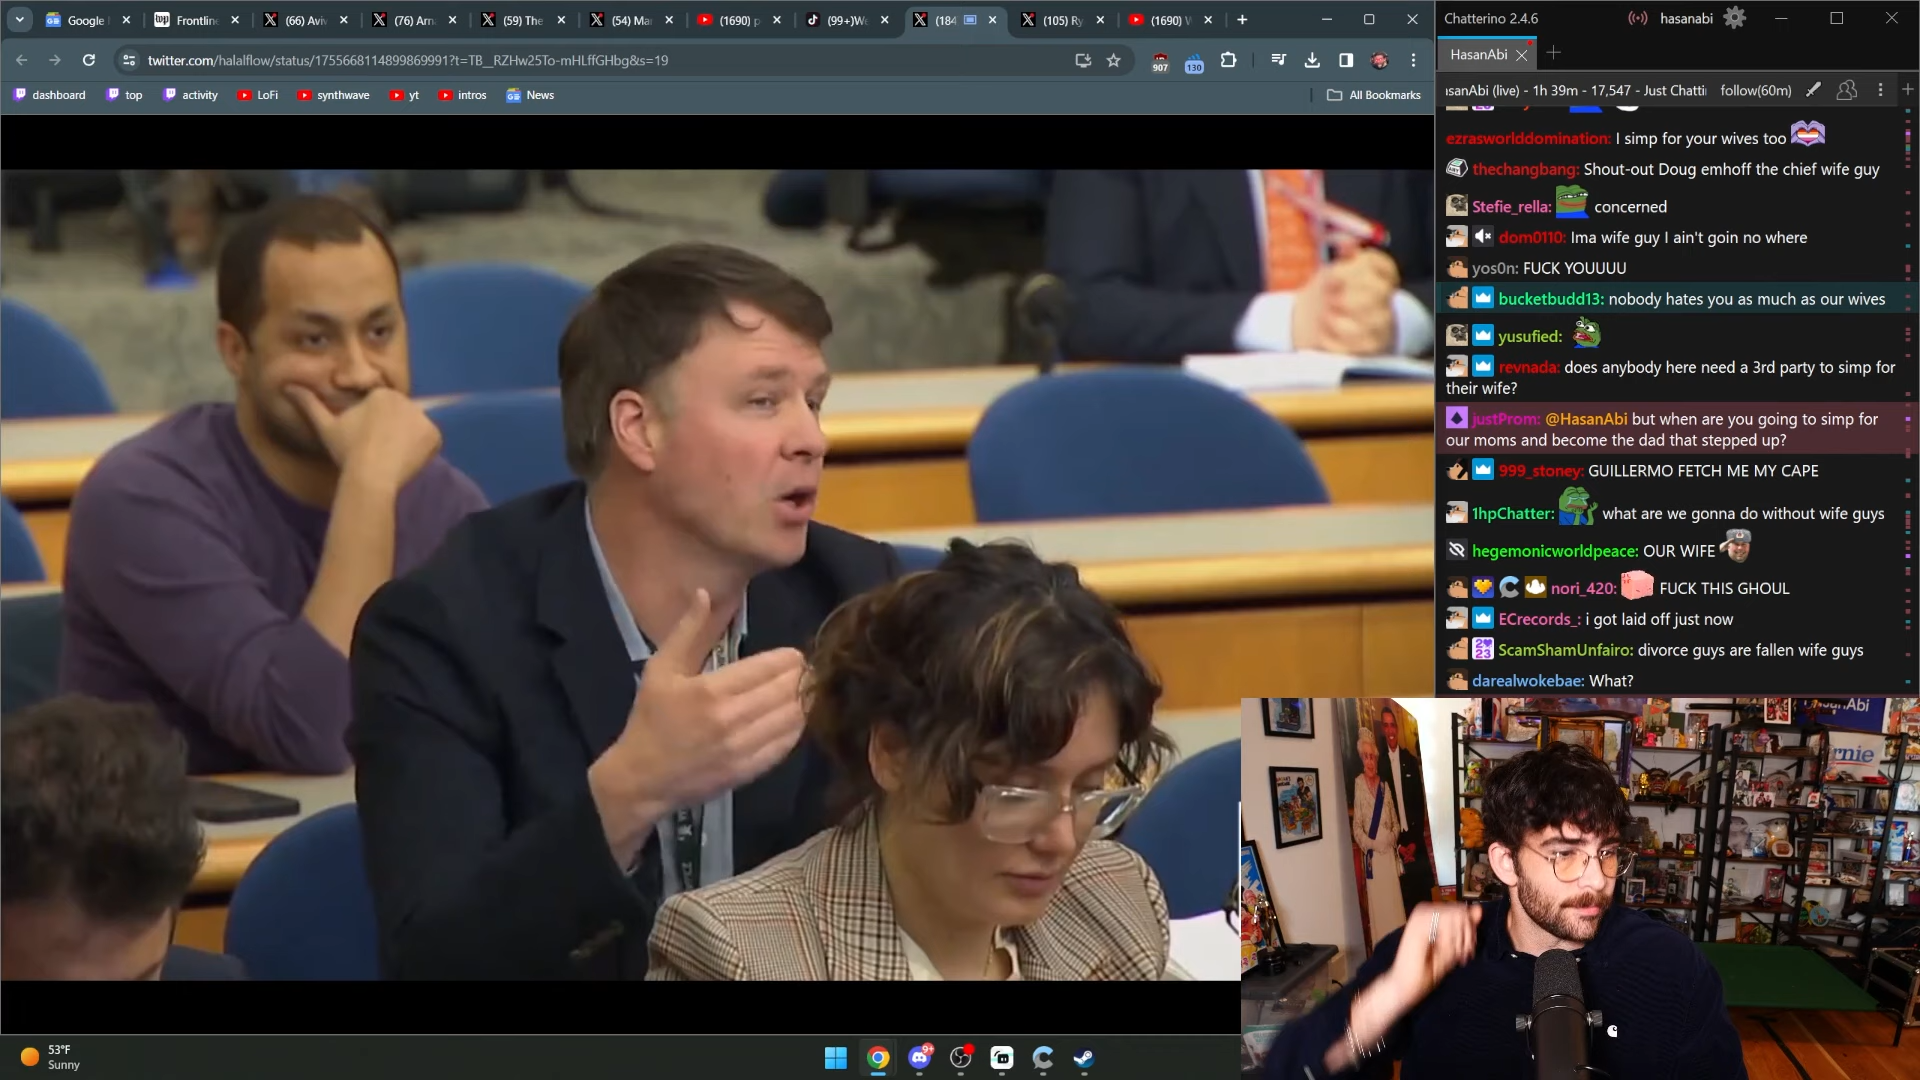 Google
Frontline
(66) Aviv
(76) Arna
(59) The
(54) Mar
(1690) p
(99+)We
(184
(105) Ry
(1690) V
twitter.com/halalflow/status/1755668114899869991?t=TB__RZHw25To-mHLffGHbg&s=19
907
130
dashboard
top
activity
LoFi
synthwave
yt
intros
News
All Bookmarks
Chatterino 2.4.6
hasanabi
HasanAbi
asanAbi (live) - 1h 39m - 17,547 - Just Chatti
follow(60m)
ezrasworlddomination: I simp for your wives too
thechangbang: Shout-out Doug emhoff the chief wife guy
Stefie_rella: concerned
dom0110: Ima wife guy I ain't goin no where
yos0n: FUCK YOUUUU
bucketbudd13: nobody hates you as much as our wives
yusufied:
revnada: does anybody here need a 3rd party to simp for
their wife?
justProm: @HasanAbi but when are you going to simp for
our moms and become the dad that stepped up?
999_stoney: GUILLERMO FETCH ME MY CAPE
1hpChatter: what are we gonna do without wife guys
hegemonicworldpeace: OUR WIFE
nori_420: FUCK THIS GHOUL
ECrecords_: i got laid off just now
ScamShamUnfairo: divorce guys are fallen wife guys
darealwokebae: What?
53°F
Sunny
9+